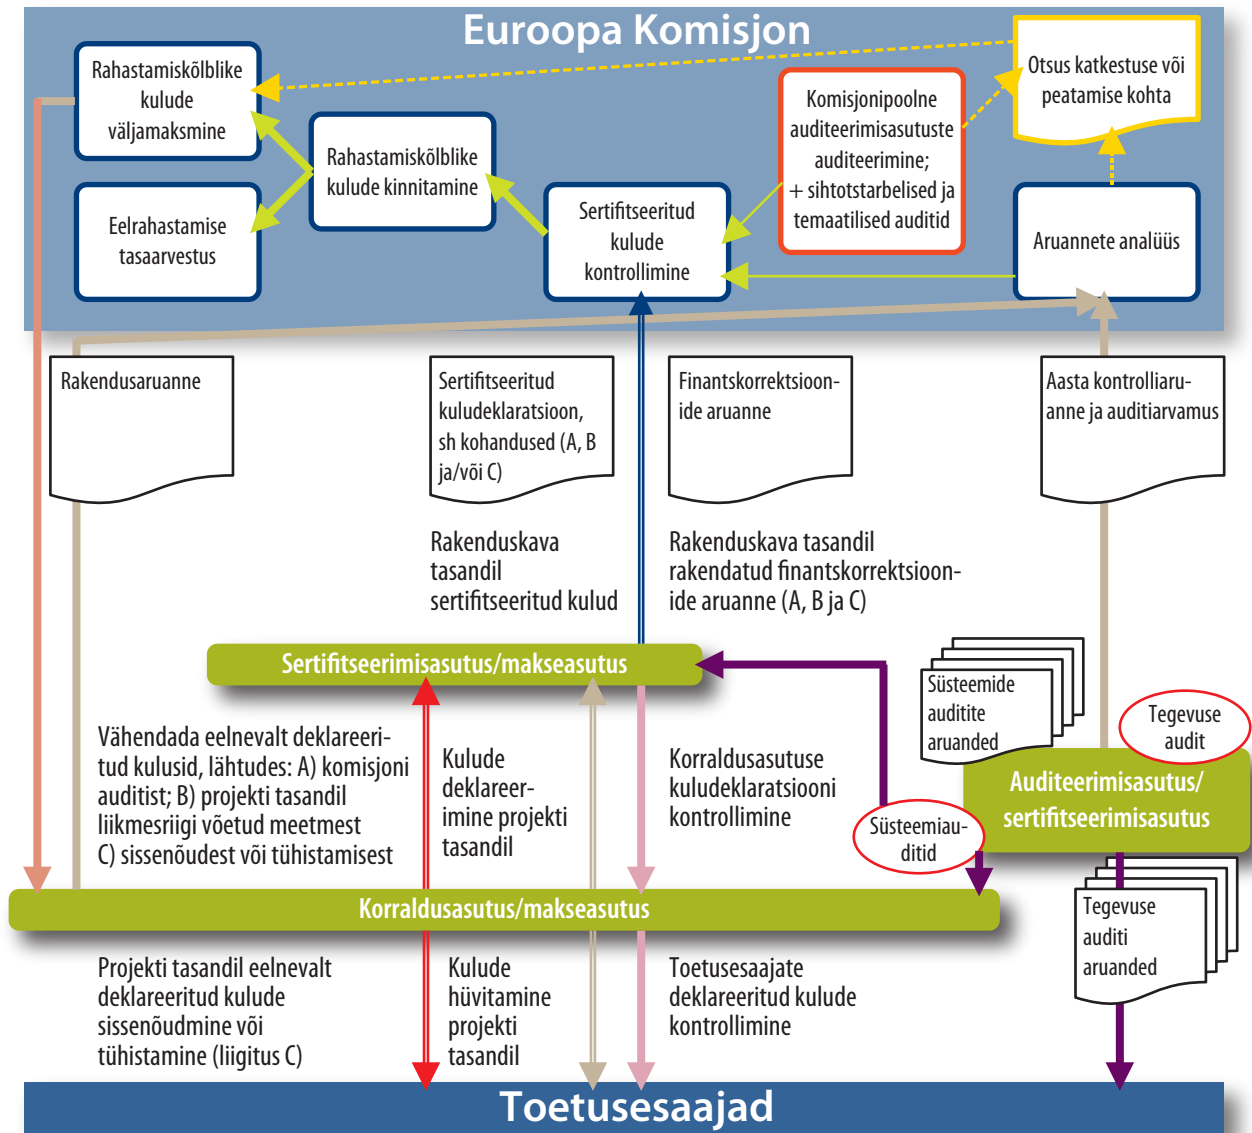 Euroopa Komisjon
Rahastamiskõlblike
kulude
väljamaksmine
Eelrahastamise
tasaarvestus
Rahastamiskõlblike
kulude kinnitamine
Sertifitseeritud
kulude
kontrollimine
Komisjonipoolne
auditeerimisasutuste
auditeerimine;
+ sihtotstarbelised ja
temaatilised auditid
Otsus katkestuse või
peatamise kohta
Aruannete analüüs
Rakendusaruanne
Sertifitseeritud
kuludeklaratsioon,
sh kohandused (A, B
ja/või C)
Finantskorrektsioon-
ide aruanne
Aasta kontrolliaru-
anne ja auditiarvamus
Rakenduskava
tasandil
sertifitseeritud kulud
Rakenduskava tasandil
rakendatud finantskorrektsioon-
ide aruanne (A, B ja C)
Sertifitseerimisasutus/makseasutus
Süsteemide
auditite
aruanded
Tegevuse
audit
Auditeerimisasutus/
sertifitseerimisasutus
Süsteemiau-
ditid
Vähendada eelnevalt deklareeri-
tud kulusid, lähtudes: A) komisjoni
auditist; B) projekti tasandil
liikmesriigi võetud meetmest
C) sissenõudest või tühistamisest
Kulude
deklareer-
imine projekti
tasandil
Korraldusasutuse
kuludeklaratsiooni
kontrollimine
Korraldusasutus/makseasutus
Tegevuse
auditi
aruanded
Projekti tasandil eelnevalt
deklareeritud kulude
sissenõudmine või
tühistamine (liigitus C)
Kulude
hüvitamine
projekti
tasandil
Toetusesaajate
deklareeritud kulude
kontrollimine
Toetusesaajad